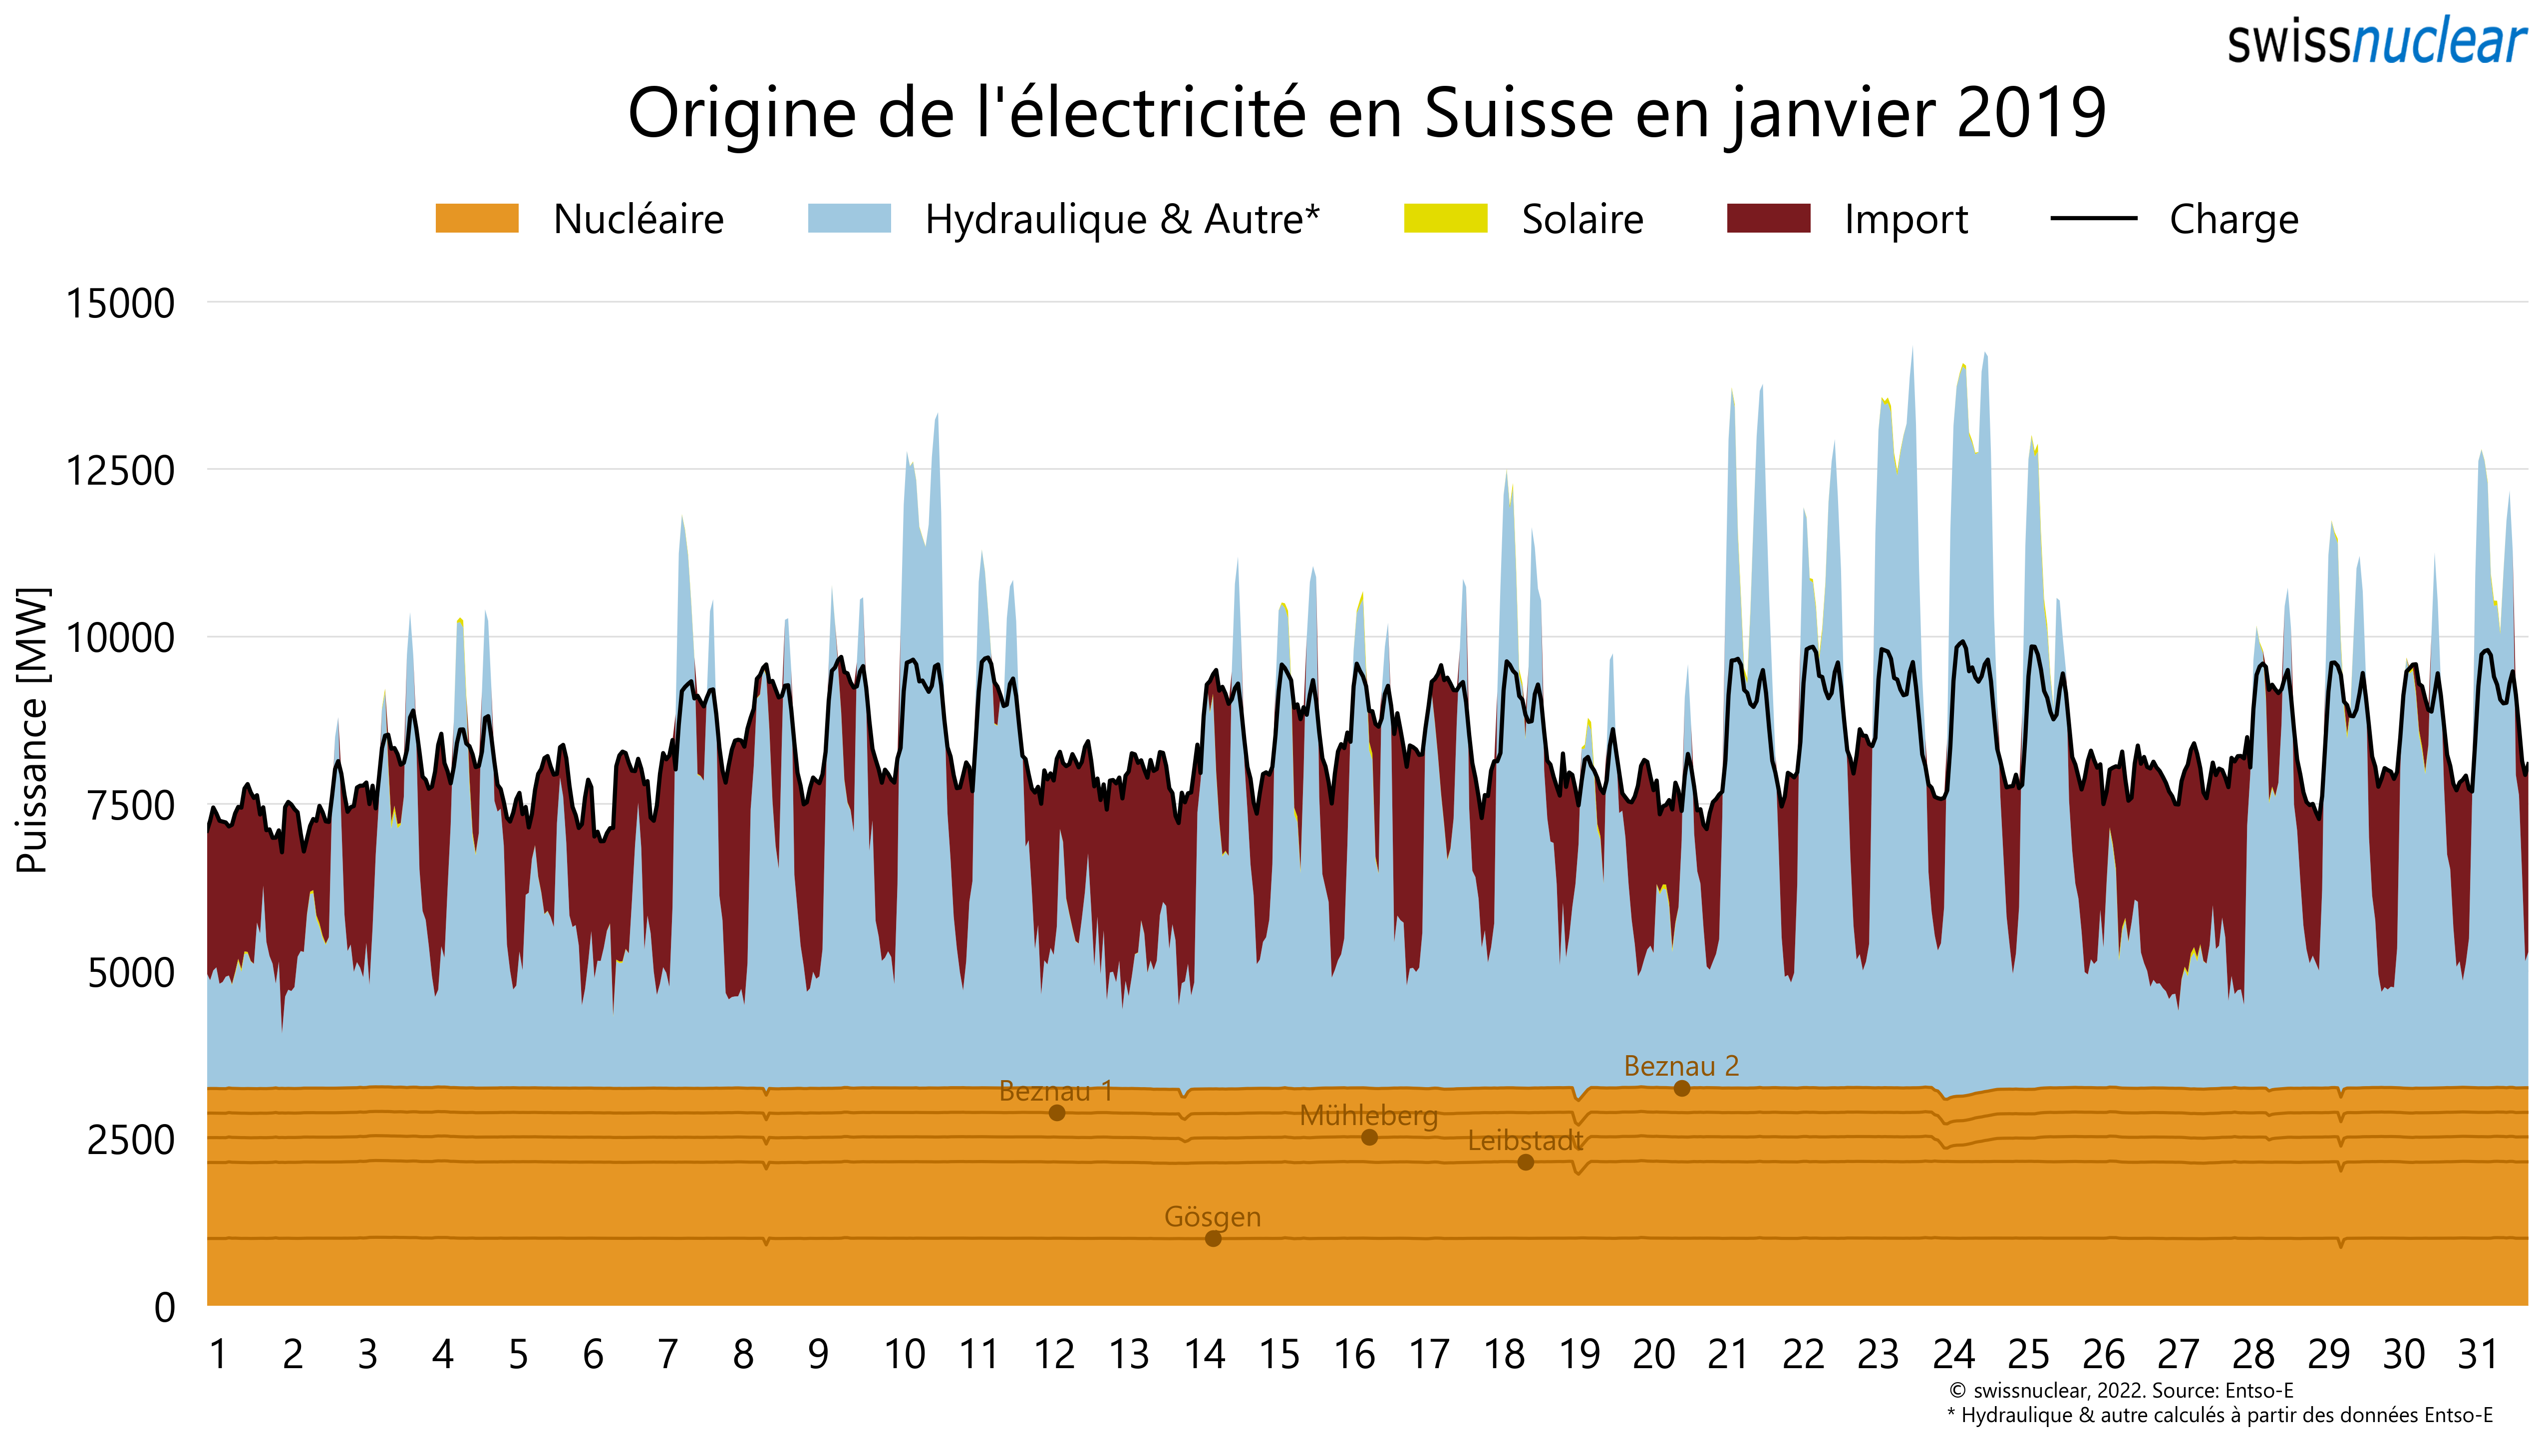 swissnuclear
Origine de l'électricité en Suisse en janvier 2019
Nucléaire Hydraulique & Autre* Solaire Import Charge
Puissance [MW]
15000
12500
10000
7500
5000
2500
0
Beznau 2
Beznau 1
Mühleberg
Leibstadt
Gösgen
1 2 3 4 5 6 7 8 9 10 11 12 13 14 15 16 17 18 19 20 21 22 23 24 25 26 27 28 29 30 31
© swissnuclear, 2022. Source: Entso-E
* Hydraulique & autre calculés à partir des données Entso-E